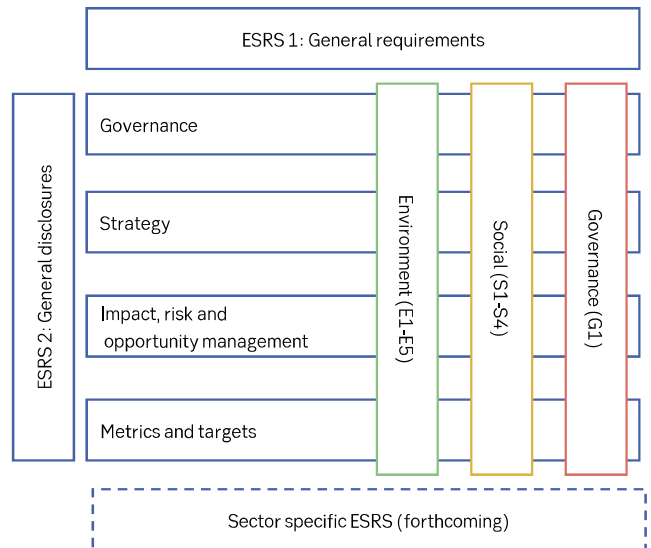 ESRS 1: General requirements
ESRS 2: General disclosures
Governance
Strategy
Impact, risk and
opportunity management
Metrics and targets
Environment (E1-E5)
Social (S1-S4)
Governance (G1)
Sector specific ESRS (forthcoming)